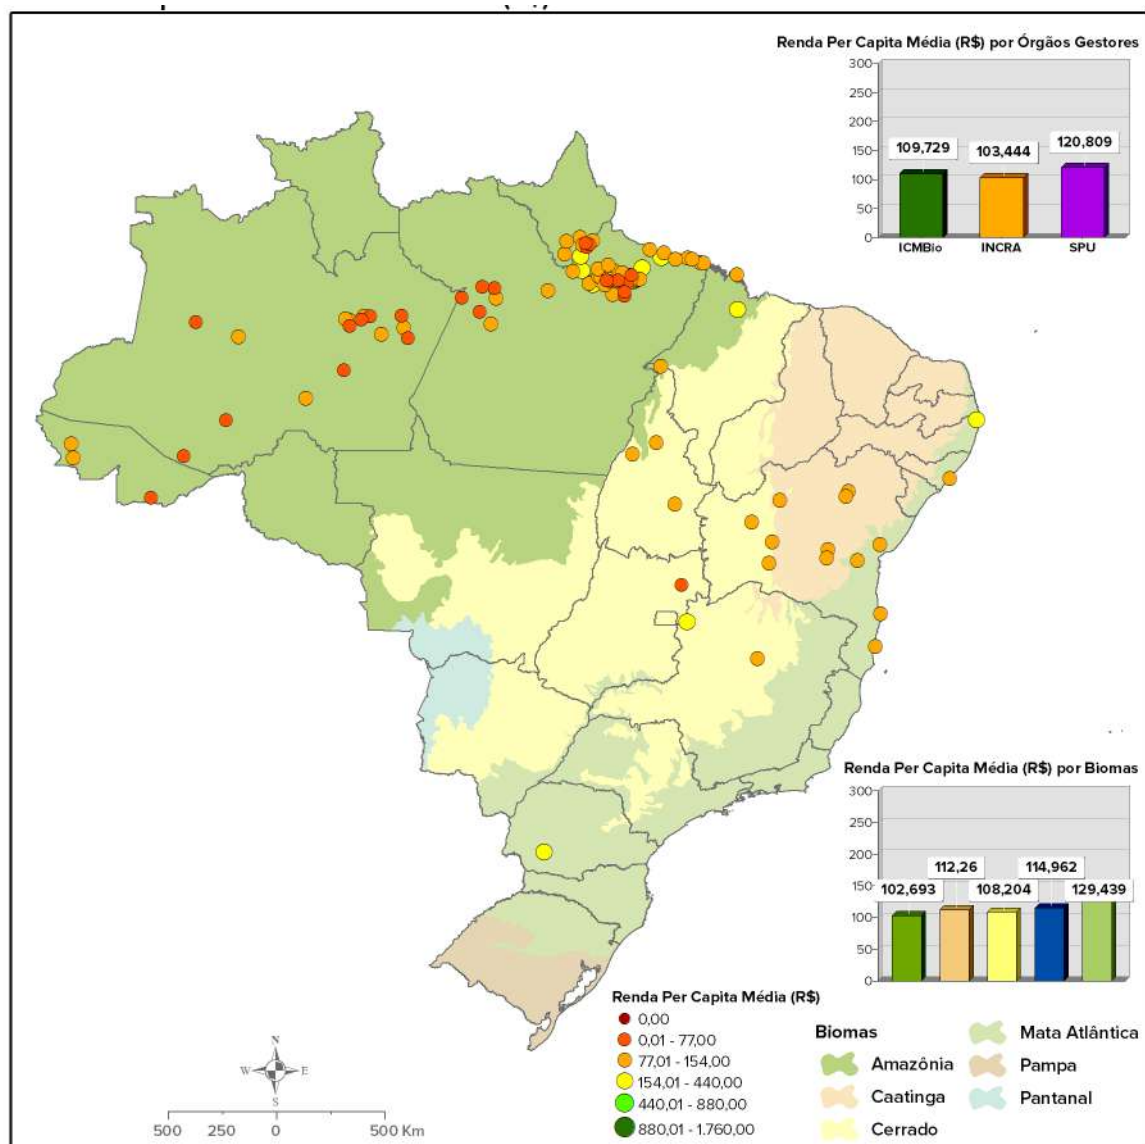 Renda Per Capita Média (R$) por Órgãos Gestores
300
250
200
150
100
50
0
109,729
103,444
120,809
ICMBio
INCRA
SPU
Renda Per Capita Média (R$) por Biomas
300
250
200
150
100
50
0
102,693
112,26
108,204
114,962
129,439
Renda Per Capita Média (R$)
0,00
0,01 - 77,00
77,01 - 154,00
154,01 - 440,00
440,01 - 880,00
880,01 - 1.760,00
Biomas
Amazônia
Caatinga
Cerrado
Mata Atlântica
Pampa
Pantanal
N
W
E
S
500 250 0 500 Km